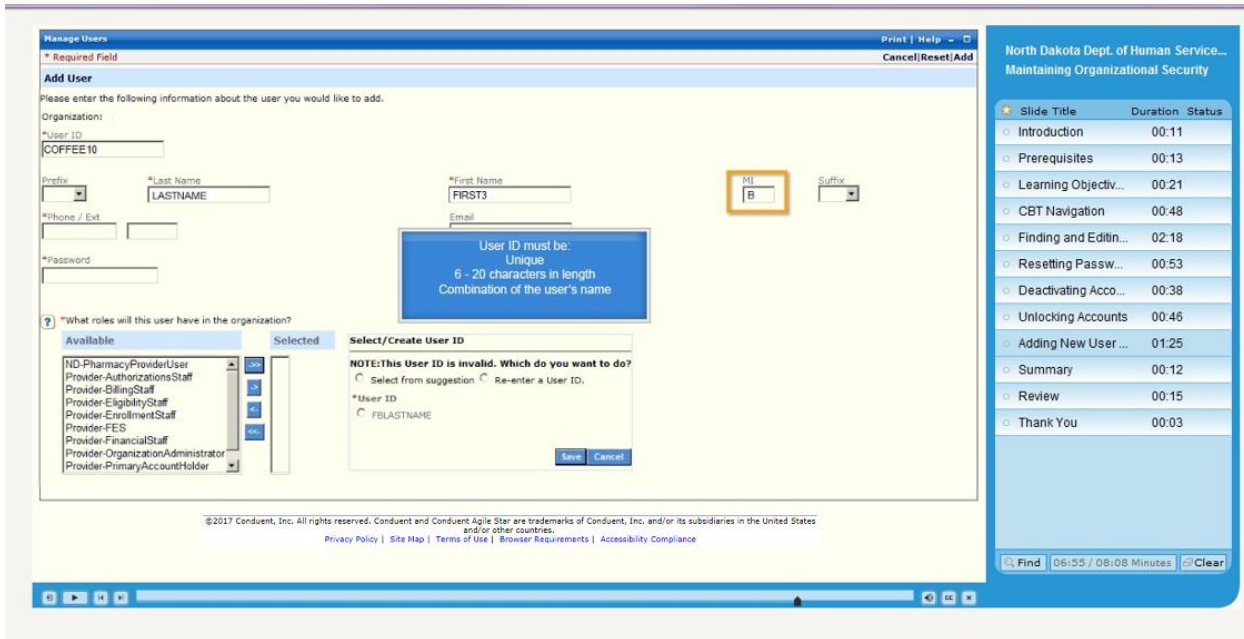 Manage Users
Print | Help
* Required Field
Cancel|Reset|Add
Add User
Please enter the following information about the user you would like to add.
Organization:
*User ID
COFFEE10
Prefix *Last Name *First Name MI Suffix
LASTNAME FIRST3 B
*Phone / Ext Email
*Password
User ID must be:
Unique
6 - 20 characters in length
Combination of the user's name
? *What roles will this user have in the organization?
Available Selected
ND-PharmacyProviderUser
Provider-AuthorizationsStaff
Provider-BillingStaff
Provider-EligibilityStaff
Provider-EnrollmentStaff
Provider-FES
Provider-FinancialStaff
Provider-OrganizationAdministrator
Provider-PrimaryAccountHolder
->>
->
<-
<<-
Select/Create User ID
NOTE:This User ID is invalid. Which do you want to do?
Select from suggestion Re-enter a User ID.
*User ID
FBLASTNAME
Save Cancel
©2017 Conduent, Inc. All rights reserved. Conduent and Conduent Agile Star are trademarks of Conduent, Inc. and/or its subsidiaries in the United States
and/or other countries.
Privacy Policy | Site Map | Terms of Use | Browser Requirements | Accessibility Compliance
North Dakota Dept. of Human Service...
Maintaining Organizational Security
Slide Title Duration Status
Introduction 00:11
Prerequisites 00:13
Learning Objectiv... 00:21
CBT Navigation 00:48
Finding and Editin... 02:18
Resetting Passw... 00:53
Deactivating Acco... 00:38
Unlocking Accounts 00:46
Adding New User ... 01:25
Summary 00:12
Review 00:15
Thank You 00:03
Find 06:55 / 08:08 Minutes Clear
CC